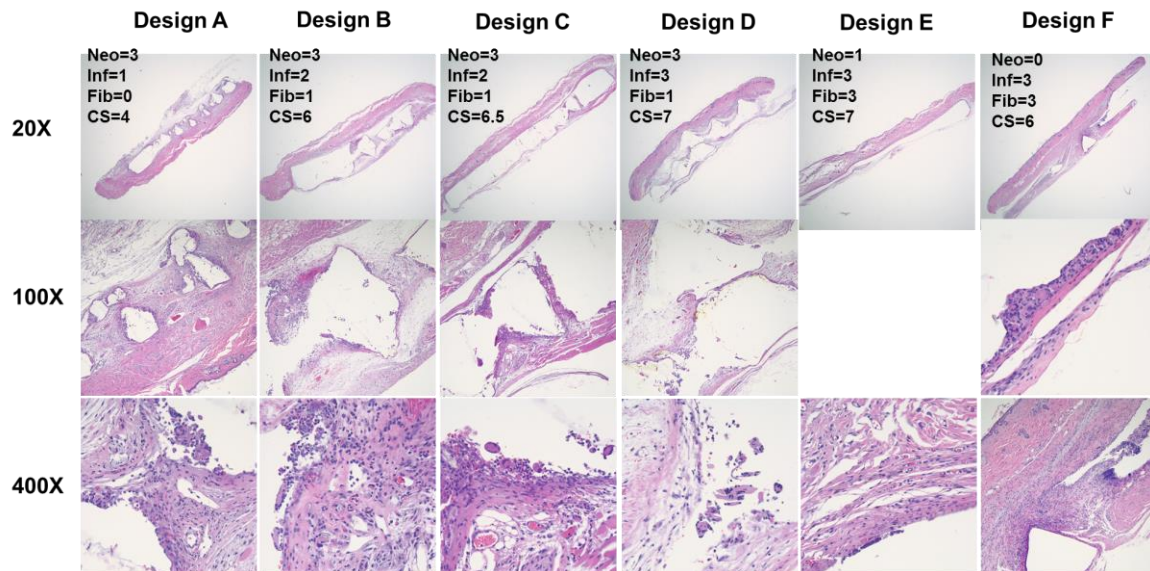 Design A Design B Design C Design D Design E Design F
20X
Neo=3
Inf=1
Fib=0
CS=4
Neo=3
Inf=2
Fib=1
CS=6
Neo=3
Inf=2
Fib=1
CS=6.5
Neo=3
Inf=3
Fib=1
CS=7
Neo=1
Inf=3
Fib=3
CS=7
Neo=0
Inf=3
Fib=3
CS=6
100X
400X